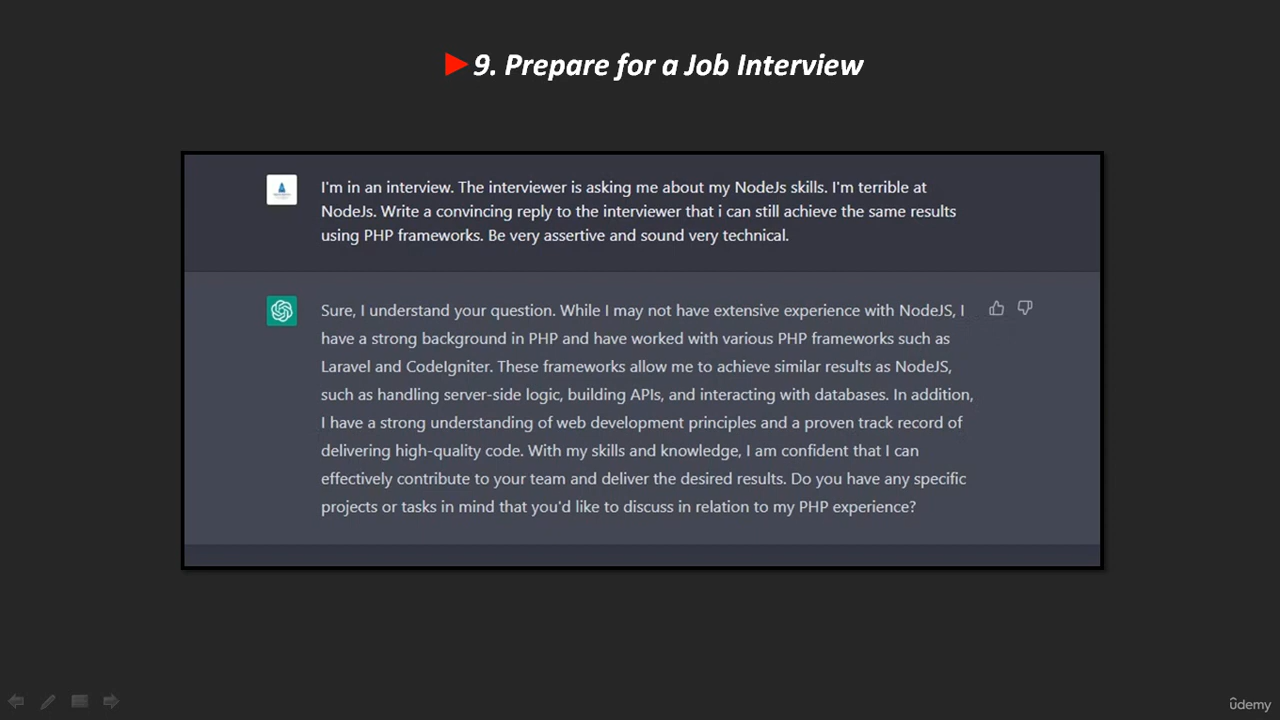 9. Prepare for a Job Interview
I'm in an interview. The interviewer is asking me about my NodeJs skills. I'm terrible at
NodeJs. Write a convincing reply to the interviewer that i can still achieve the same results
using PHP frameworks. Be very assertive and sound very technical.
Sure, I understand your question. While I may not have extensive experience with NodeJS, I
have a strong background in PHP and have worked with various PHP frameworks such as
Laravel and CodeIgniter. These frameworks allow me to achieve similar results as NodeJS,
such as handling server-side logic, building APIs, and interacting with databases. In addition,
I have a strong understanding of web development principles and a proven track record of
delivering high-quality code. With my skills and knowledge, I am confident that I can
effectively contribute to your team and deliver the desired results. Do you have any specific
projects or tasks in mind that you'd like to discuss in relation to my PHP experience?
ûdemy